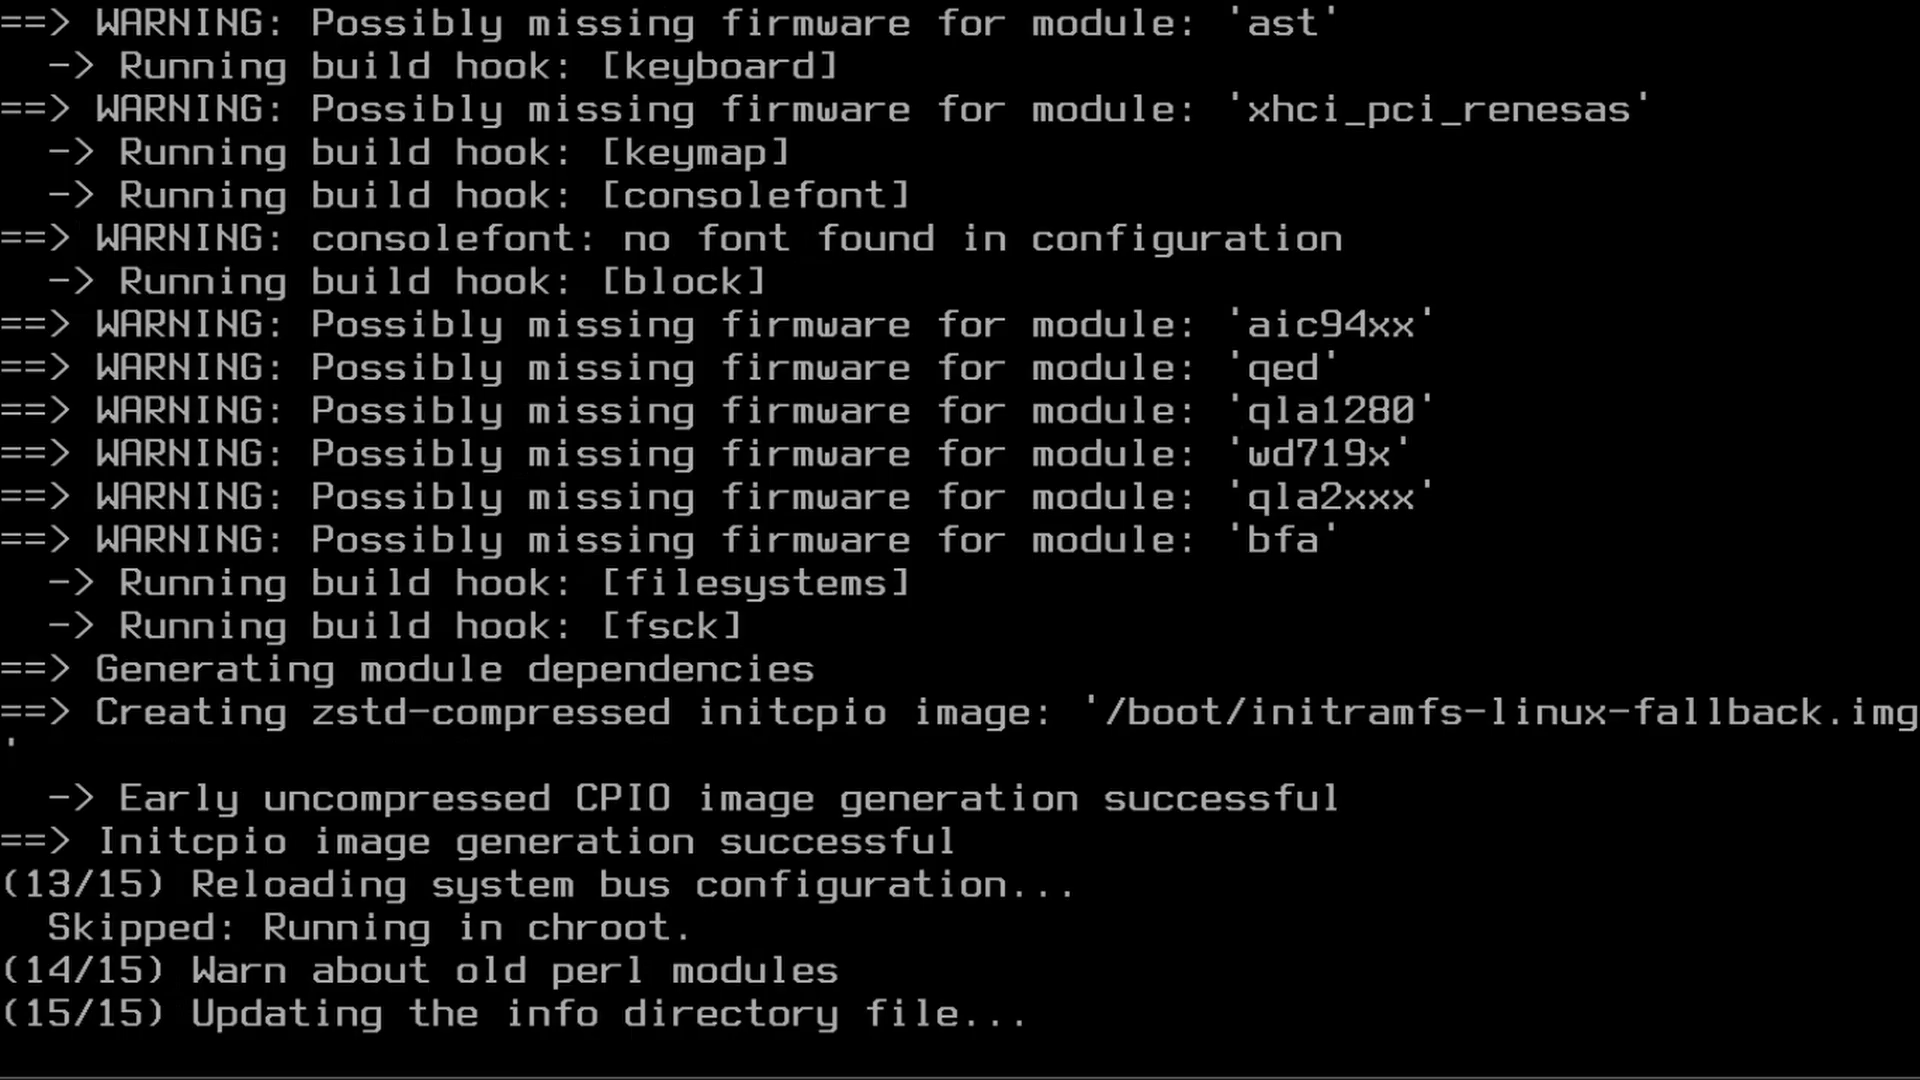 ==> WARNING: Possibly missing firmware for module: 'ast'
  -> Running build hook: [keyboard]
==> WARNING: Possibly missing firmware for module: 'xhci_pci_renesas'
  -> Running build hook: [keymap]
  -> Running build hook: [consolefont]
==> WARNING: consolefont: no font found in configuration
  -> Running build hook: [block]
==> WARNING: Possibly missing firmware for module: 'aic94xx'
==> WARNING: Possibly missing firmware for module: 'qed'
==> WARNING: Possibly missing firmware for module: 'qla1280'
==> WARNING: Possibly missing firmware for module: 'wd719x'
==> WARNING: Possibly missing firmware for module: 'qla2xxx'
==> WARNING: Possibly missing firmware for module: 'bfa'
  -> Running build hook: [filesystems]
  -> Running build hook: [fsck]
==> Generating module dependencies
==> Creating zstd-compressed initcpio image: '/boot/initramfs-linux-fallback.img
'
  -> Early uncompressed CPIO image generation successful
==> Initcpio image generation successful
(13/15) Reloading system bus configuration...
  Skipped: Running in chroot.
(14/15) Warn about old perl modules
(15/15) Updating the info directory file...